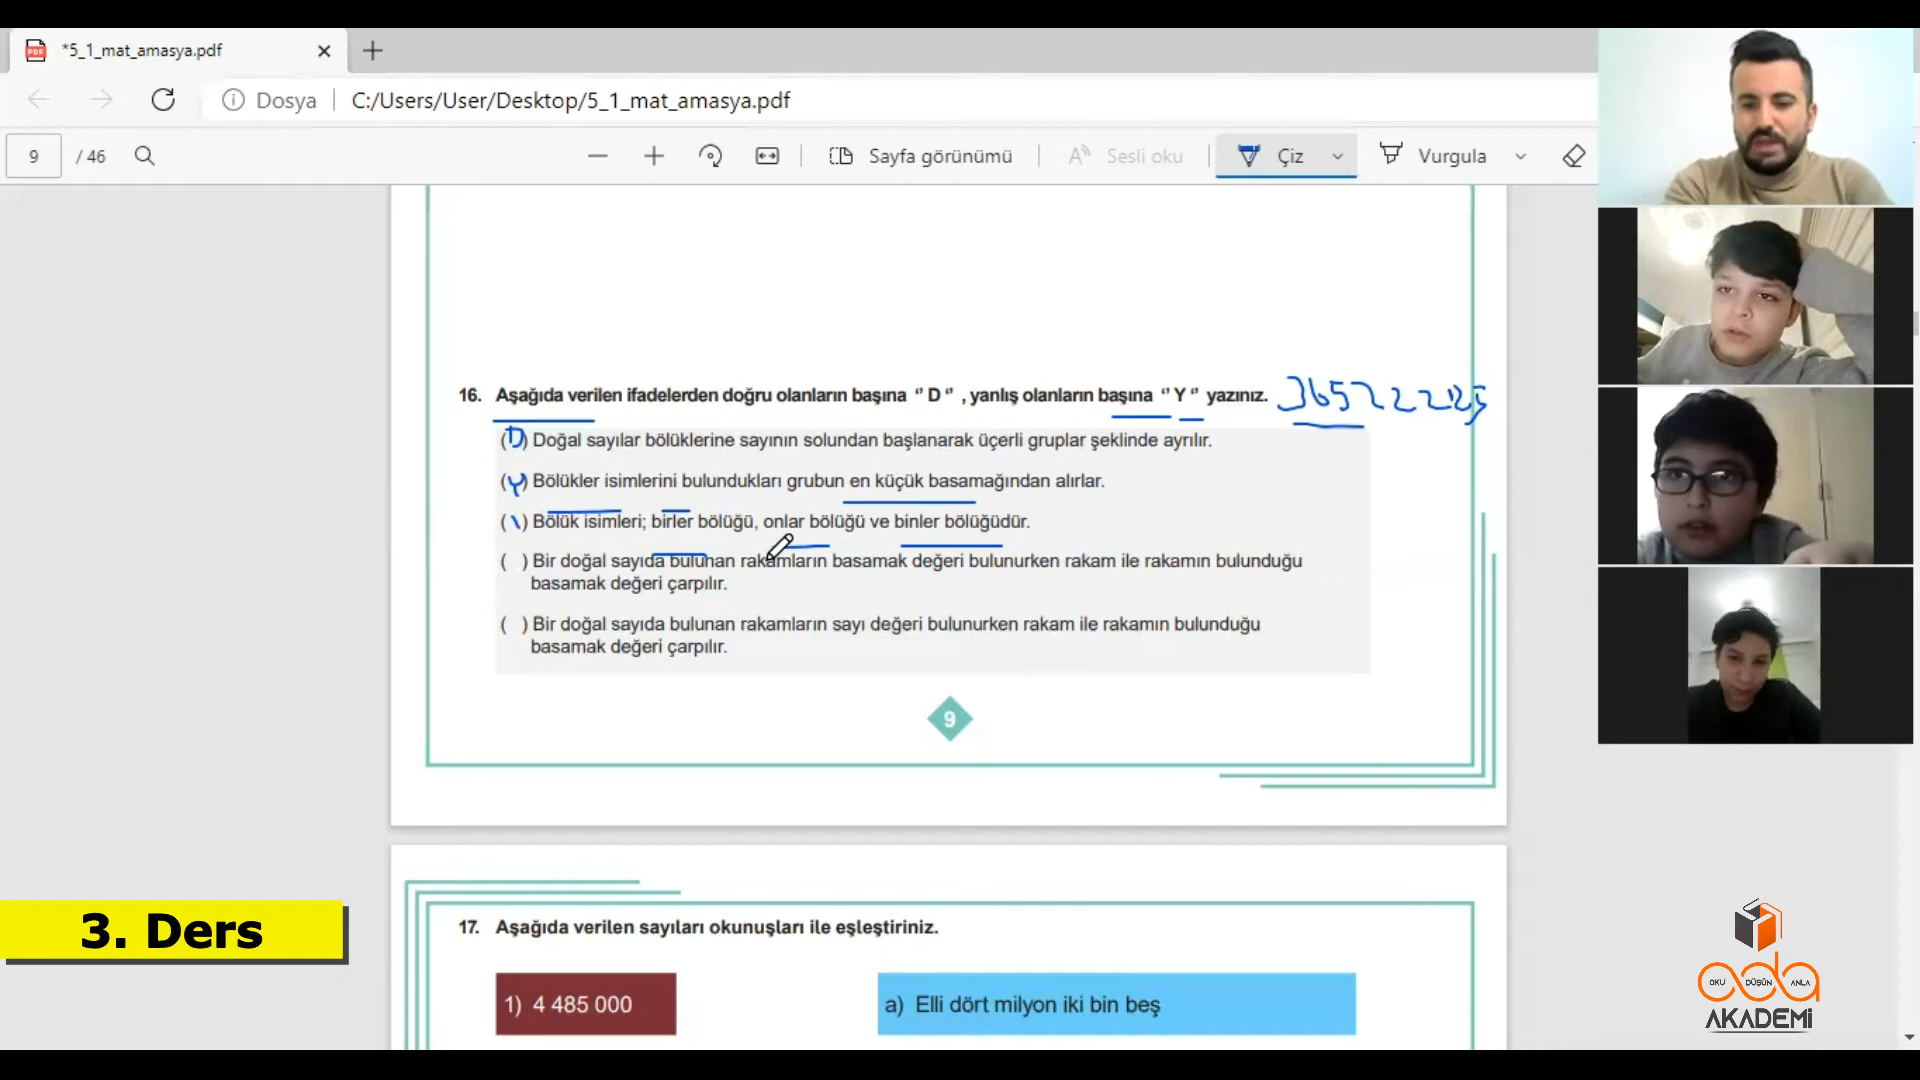 *5_1_mat_amasya.pdf
Dosya C:/Users/User/Desktop/5_1_mat_amasya.pdf
9 / 46 Sayfa görünümü Sesli oku Çiz Vurgula
16. Aşağıda verilen ifadelerden doğru olanların başına '' D '' , yanlış olanların başına '' Y '' yazınız.
(D) Doğal sayılar bölüklerine sayının solundan başlanarak üçerli gruplar şeklinde ayrılır.
(Y) Bölükler isimlerini bulundukları grubun en küçük basamağından alırlar.
( ) Bölük isimleri; birler bölüğü, onlar bölüğü ve binler bölüğüdür.
( ) Bir doğal sayıda bulunan rakamların basamak değeri bulunurken rakam ile rakamın bulunduğu
basamak değeri çarpılır.
( ) Bir doğal sayıda bulunan rakamların sayı değeri bulunurken rakam ile rakamın bulunduğu
basamak değeri çarpılır.
9
17. Aşağıda verilen sayıları okunuşları ile eşleştiriniz.
1) 4 485 000
a) Elli dört milyon iki bin beş
3. Ders
oda
OKU DÜŞÜN ANLA
AKADEMİ